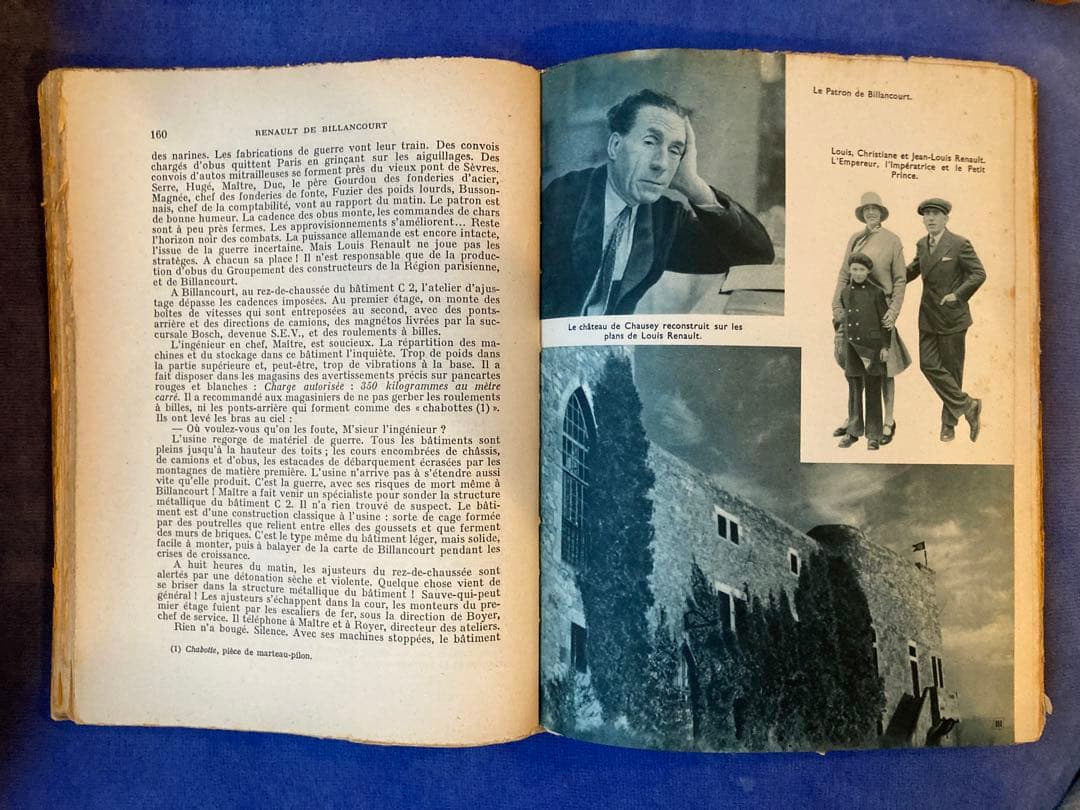 160
RENAULT DE BILLANCOURT
des narines. Les fabrications de guerre vont leur train. Des convois
chargés d'obus quittent Paris en grinçant sur les aiguillages. Des
convois d'autos mitrailleuses se forment près du vieux pont de Sèvres.
Serre, Hugé, Maître, Duc, le père Gourdou des fonderies d'acier,
Magnée, chef des fonderies de fonte, Fuzier des poids lourds, Busson-
nais, chef de la comptabilité, vont au rapport du matin. Le patron est
de bonne humeur. La cadence des obus monte, les commandes de chars
sont à peu près fermes. Les approvisionnements s'améliorent... Reste
l'horizon noir des combats. La puissance allemande est encore intacte,
l'issue de la guerre incertaine. Mais Louis Renault ne joue pas les
stratèges. A chacun sa place ! Il n'est responsable que de la produc-
tion d'obus du Groupement des constructeurs de la Région parisienne,
et de Billancourt.
A Billancourt, au rez-de-chaussée du bâtiment C 2, l'atelier d'ajus-
tage dépasse les cadences imposées. Au premier étage, on monte des
boîtes de vitesses qui sont entreposées au second, avec des ponts-
arrière et des directions de camions, des magnétos livrées par la suc-
cursale Bosch, devenue S.E.V., et des roulements à billes.
L'ingénieur en chef, Maître, est soucieux. La répartition des ma-
chines et du stockage dans ce bâtiment l'inquiète. Trop de poids dans
la partie supérieure et, peut-être, trop de vibrations à la base. Il a
fait disposer dans les magasins des avertissements précis sur pancartes
rouges et blanches : Charge autorisée : 350 kilogrammes au mètre
carré. Il a recommandé aux magasiniers de ne pas gerber les roulements
à billes, ni les ponts-arrière qui forment comme des « chabottes (1) ».
Ils ont levé les bras au ciel :
— Où voulez-vous qu'on les foute, M'sieur l'ingénieur ?
L'usine regorge de matériel de guerre. Tous les bâtiments sont
pleins jusqu'à la hauteur des toits ; les cours encombrées de châssis,
de camions et d'obus, les estacades de débarquement écrasées par les
montagnes de matière première. L'usine n'arrive pas à s'étendre aussi
vite qu'elle produit. C'est la guerre, avec ses risques de mort même à
Billancourt ! Maître a fait venir un spécialiste pour sonder la structure
métallique du bâtiment C 2. Il n'a rien trouvé de suspect. Le bâti-
ment est d'une construction classique à l'usine : sorte de cage formée
par des poutrelles que relient entre elles des goussets et que ferment
des murs de briques. C'est le type même du bâtiment léger, mais solide,
facile à monter, puis à balayer de la carte de Billancourt pendant les
crises de croissance.
A huit heures du matin, les ajusteurs du rez-de-chaussée sont
alertés par une détonation sèche et violente. Quelque chose vient de
se briser dans la structure métallique du bâtiment ! Sauve-qui-peut
général ! Les ajusteurs s'échappent dans la cour, les monteurs du pre-
mier étage fuient par les escaliers de fer, sous la direction de Boyer,
chef de service. Il téléphone à Maître et à Royer, directeur des ateliers.
Rien n'a bougé. Silence. Avec ses machines stoppées, le bâtiment
(1) Chabotte, pièce de marteau-pilon.
Le Patron de Billancourt.
Louis, Christiane et Jean-Louis Renault.
L'Empereur, l'Impératrice et le Petit
Prince.
Le château de Chausey reconstruit sur les
plans de Louis Renault.
III